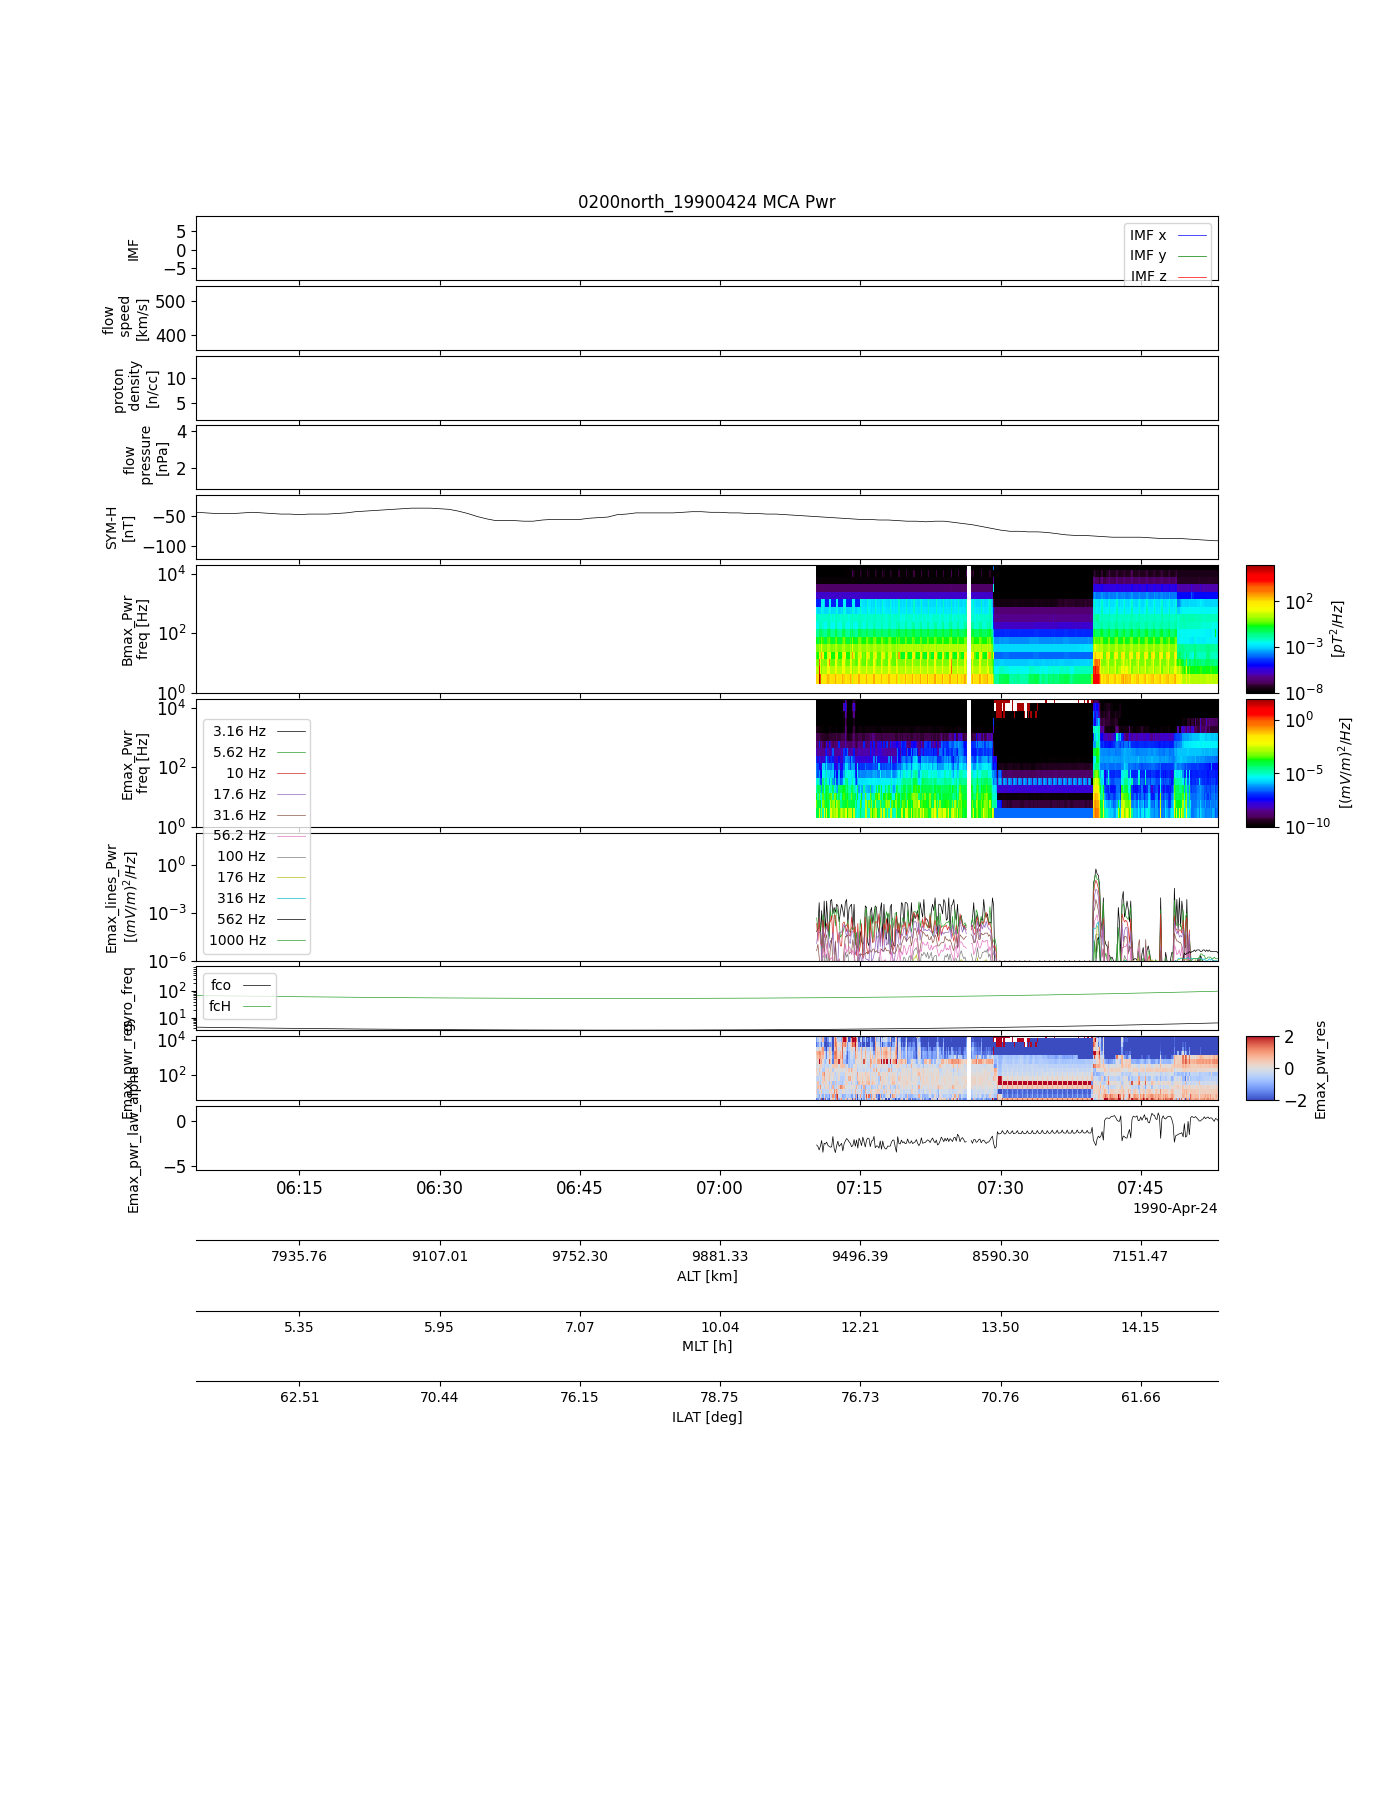 0200north_19900424 MCA Pwr
IMF
5
0
−5
IMF x
IMF y
IMF z
flow
speed
[km/s]
500
400
proton
density
[n/cc]
10
5
flow
pressure
[nPa]
4
2
SYM-H
[nT]
−50
−100
Bmax_Pwr
freq [Hz]
10^4
10^2
10^0
10^2
10^−3
10^−8
[pT^2/Hz]
Emax_Pwr
freq [Hz]
10^4
10^2
10^0
10^0
10^−5
10^−10
[(mV/m)^2/Hz]
3.16 Hz
5.62 Hz
10 Hz
17.6 Hz
31.6 Hz
56.2 Hz
100 Hz
176 Hz
316 Hz
562 Hz
1000 Hz
Emax_lines_Pwr
[(mV/m)^2/Hz]
10^0
10^−3
10^−6
gyro_freq
10^2
10^1
fco
fcH
Emax_pwr_res
10^4
10^2
2
0
−2
Emax_pwr_res
Emax_pwr_law_alpha
0
−5
06:15 06:30 06:45 07:00 07:15 07:30 07:45
1990-Apr-24
7935.76 9107.01 9752.30 9881.33 9496.39 8590.30 7151.47
ALT [km]
5.35 5.95 7.07 10.04 12.21 13.50 14.15
MLT [h]
62.51 70.44 76.15 78.75 76.73 70.76 61.66
ILAT [deg]